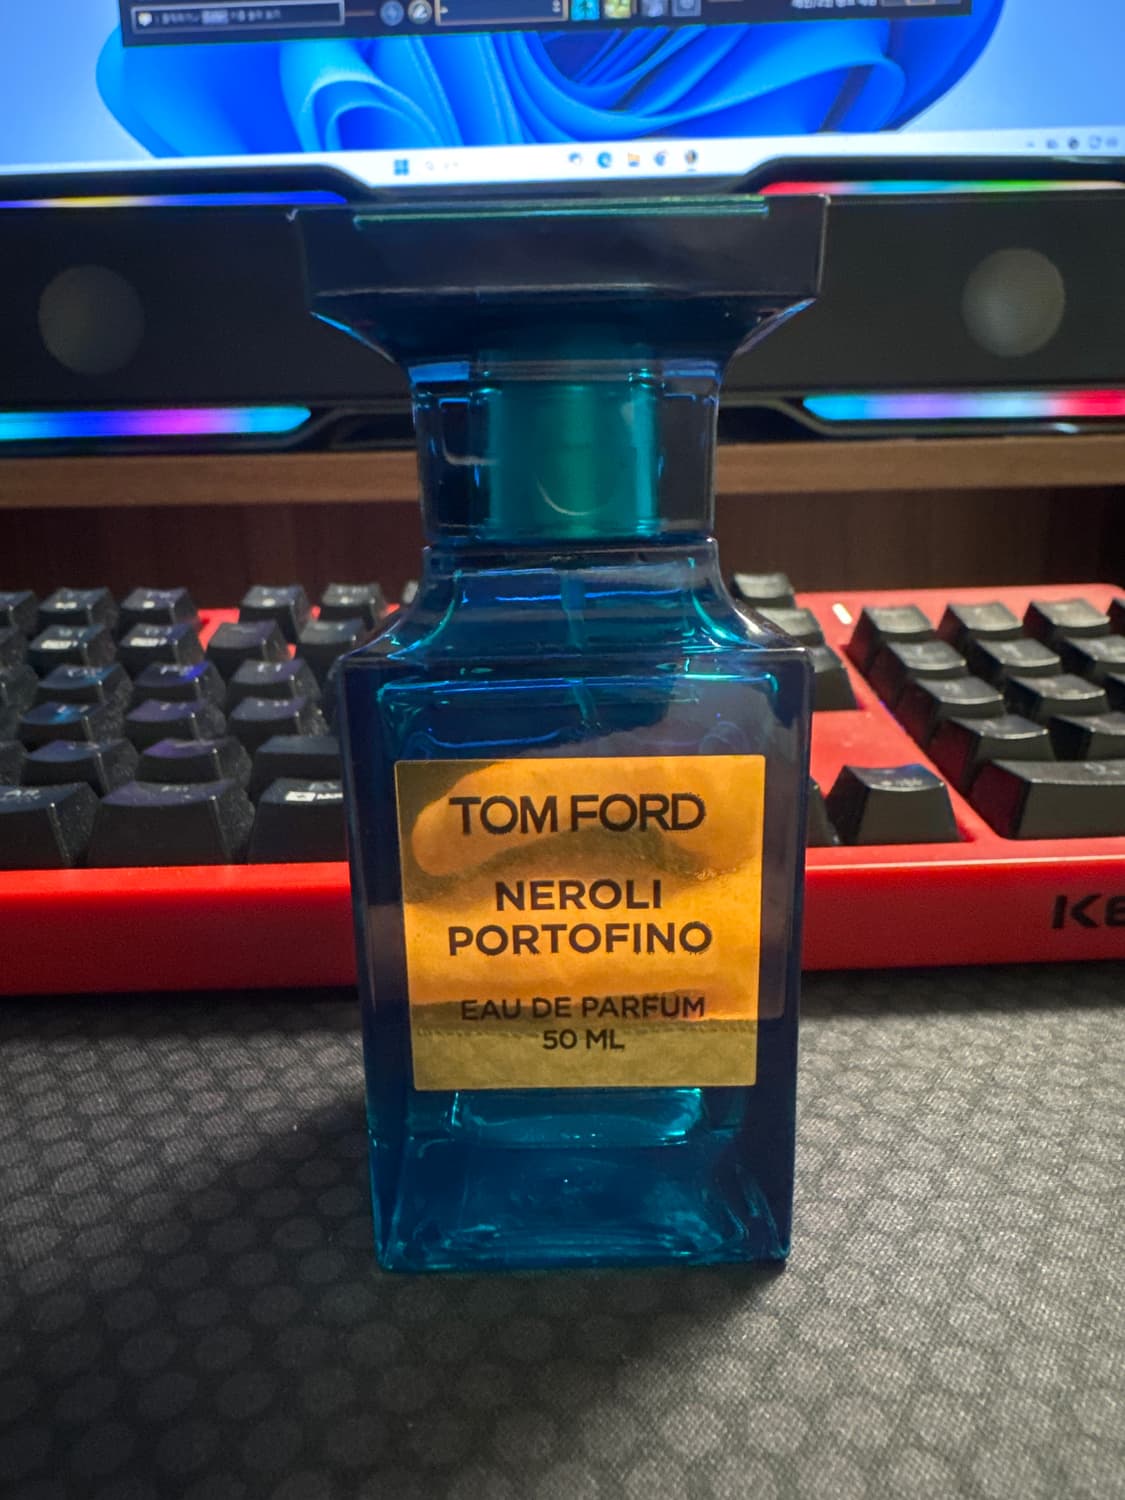 TOM FORD
NEROLI
PORTOFINO
EAU DE PARFUM
50 ML